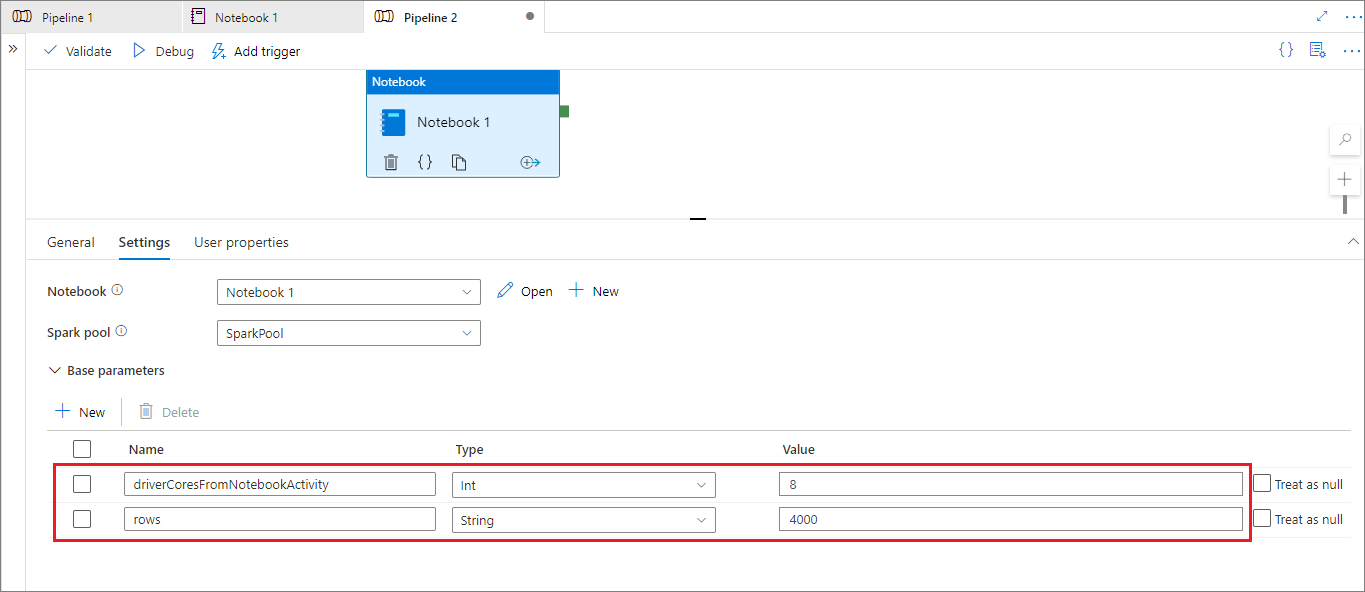 Pipeline 1 Notebook 1 Pipeline 2
Validate Debug Add trigger
Notebook
Notebook 1
General Settings User properties
Notebook Notebook 1 Open New
Spark pool SparkPool
Base parameters
New Delete
Name Type Value
driverCoresFromNotebookActivity Int 8 Treat as null
rows String 4000 Treat as null